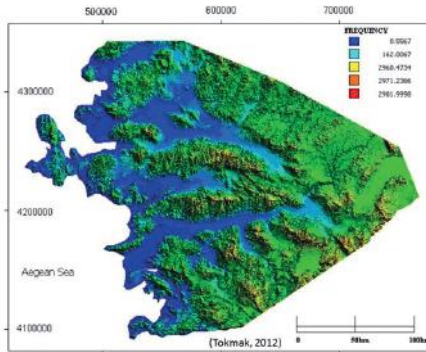 500000 600000 700000
FREQUENCY
0.5567
162.0067
2960.4734
2971.2366
2981.9998
4300000
4200000
4100000
Aegean Sea
(Tokmak, 2012)
0 50km 100km